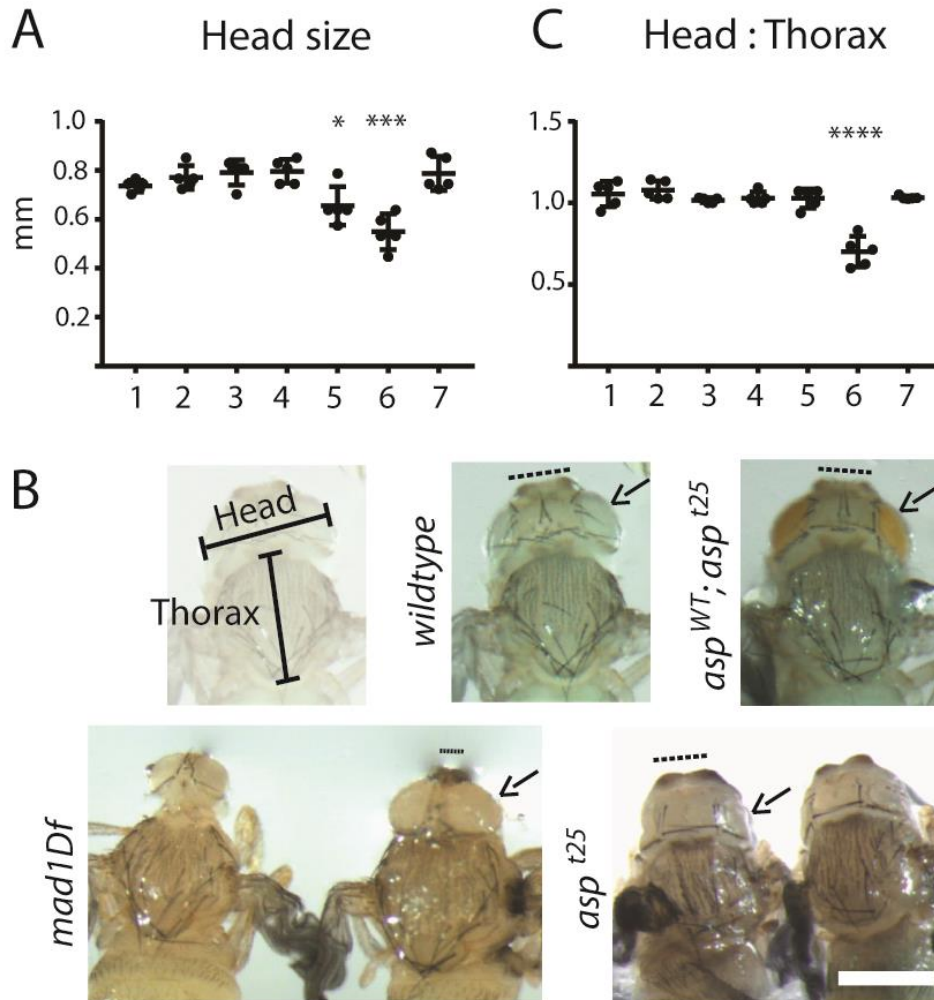 A
Head size
1.0
0.8
0.6
0.4
0.2
mm
* ***
1 2 3 4 5 6 7
C
Head : Thorax
1.5
1.0
0.5
****
1 2 3 4 5 6 7
B
Head
Thorax
wildtype
asp WT; asp t25
mad1Df
asp t25